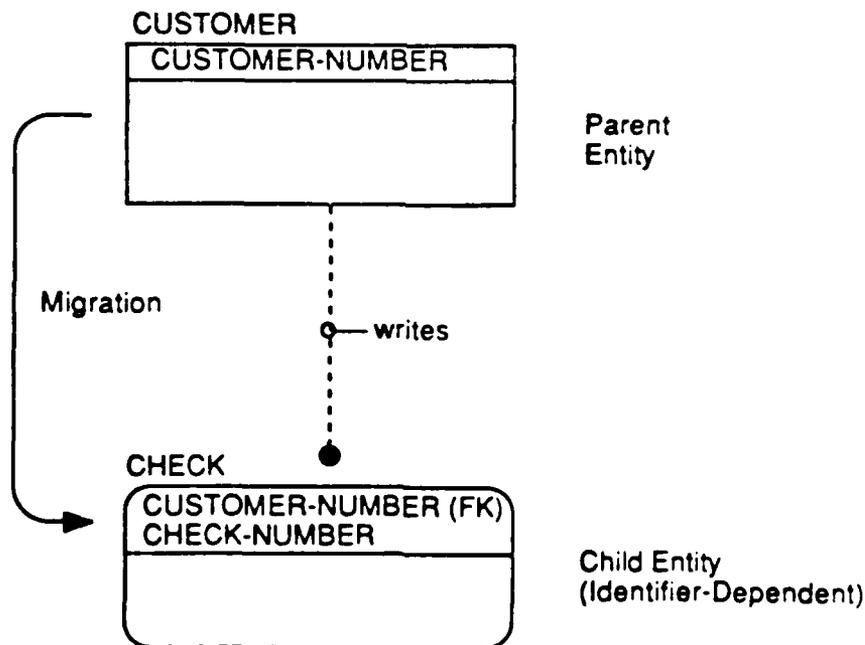 CUSTOMER
CUSTOMER-NUMBER
Parent
Entity
Migration
writes
CHECK
CUSTOMER-NUMBER (FK)
CHECK-NUMBER
Child Entity
(Identifier-Dependent)